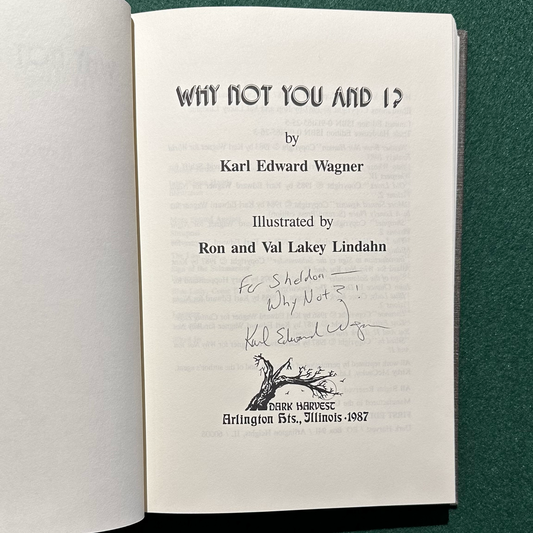 WHY NOT YOU AND I?
by
Karl Edward Wagner
Illustrated by
Ron and Val Lakey Lindahn
For Sheldon —
Why Not?!
Karl Edward Wagner
DARK HARVEST
Arlington Hts., Illinois · 1987